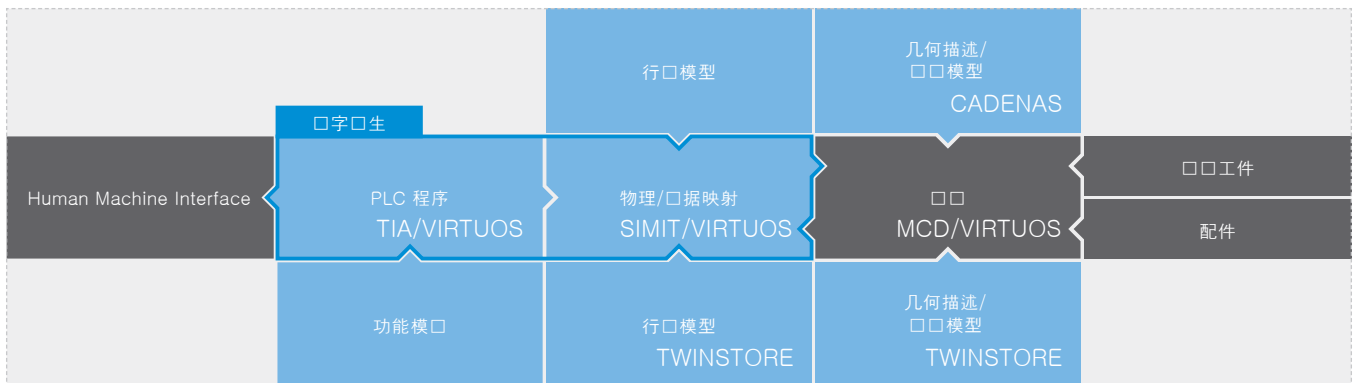 行□模型
几何描述/
□□模型
CADENAS
□字□生
Human Machine Interface
PLC 程序
TIA/VIRTUOS
物理/□据映射
SIMIT/VIRTUOS
□□
MCD/VIRTUOS
□□工件
配件
功能模□
行□模型
TWINSTORE
几何描述/
□□模型
TWINSTORE